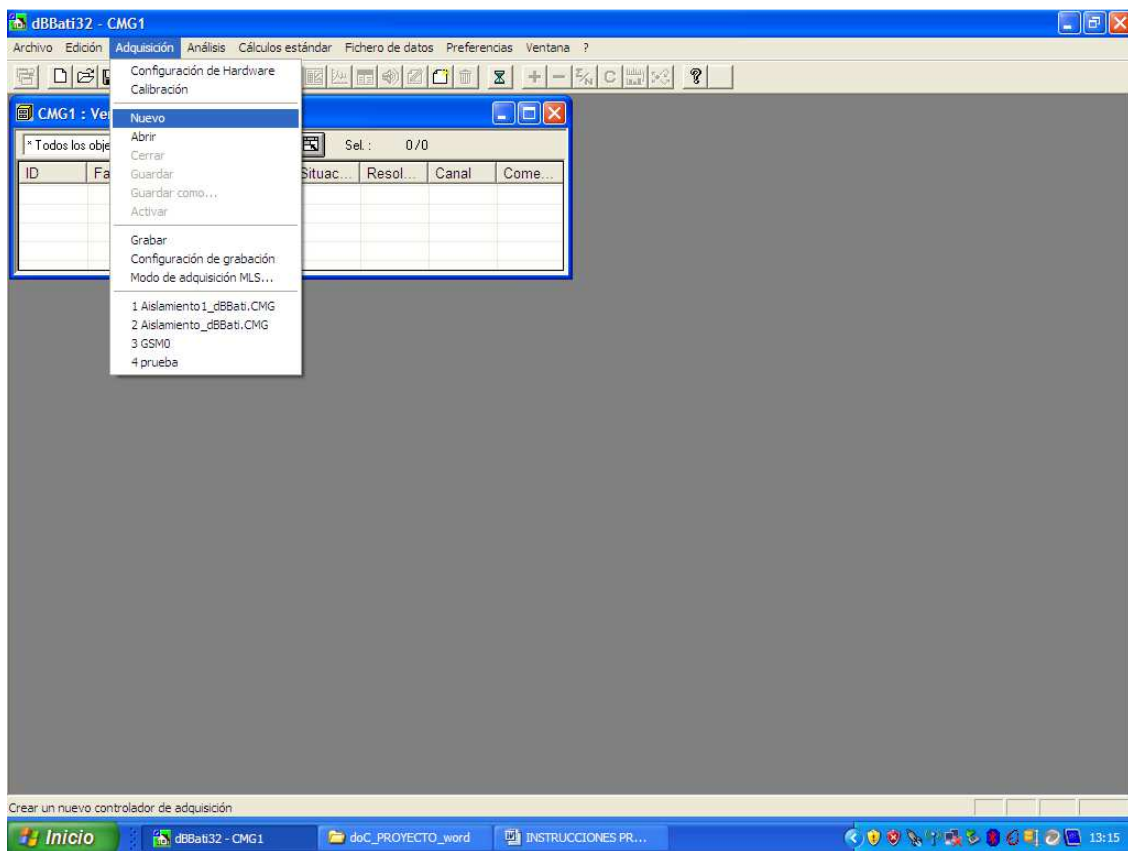 dBBati32 - CMG1
Archivo Edición Adquisición Análisis Cálculos estándar Fichero de datos Preferencias Ventana ?
Configuración de Hardware
Calibración
Nuevo
Abrir
Cerrar
Guardar
Guardar como...
Activar
Grabar
Configuración de grabación
Modo de adquisición MLS...
1 Aislamiento1_dBBati.CMG
2 Aislamiento_dBBati.CMG
3 GSM0
4 prueba
CMG1 : Ve
* Todos los obje Sel. : 0/0
ID Fa Situac... Resol... Canal Come...
Crear un nuevo controlador de adquisición
Inicio dBBati32 - CMG1 doC_PROYECTO_word INSTRUCCIONES PR... 13:15